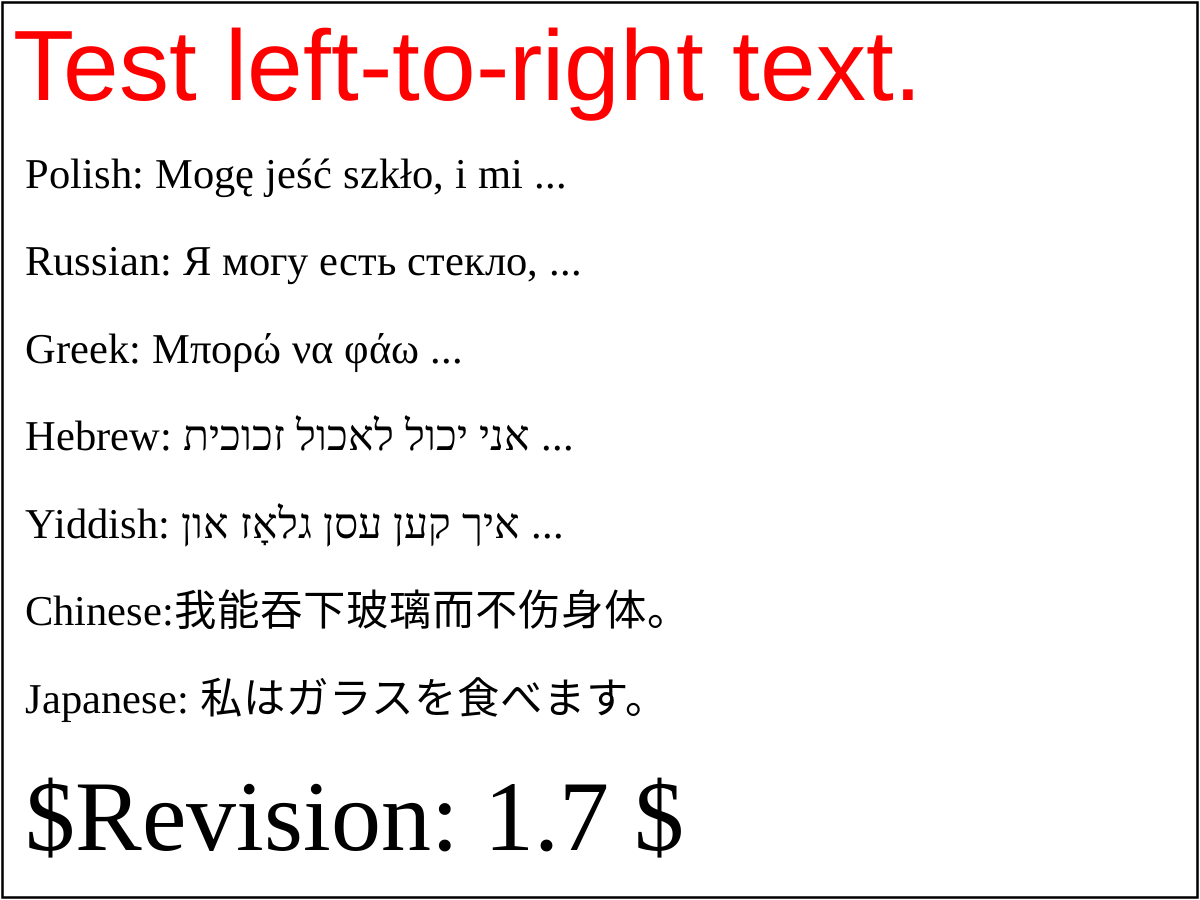 Test left-to-right text.
Polish: Mogę jeść szkło, i mi ...
Russian: Я могу есть стекло, ...
Greek: Μπορώ να φάω ...
Hebrew: אני יכול לאכול זכוכית ...
Yiddish: איך קען עסן גלאָז און ...
Chinese:我能吞下玻璃而不伤身体。
Japanese: 私はガラスを食べます。
$Revision: 1.7 $